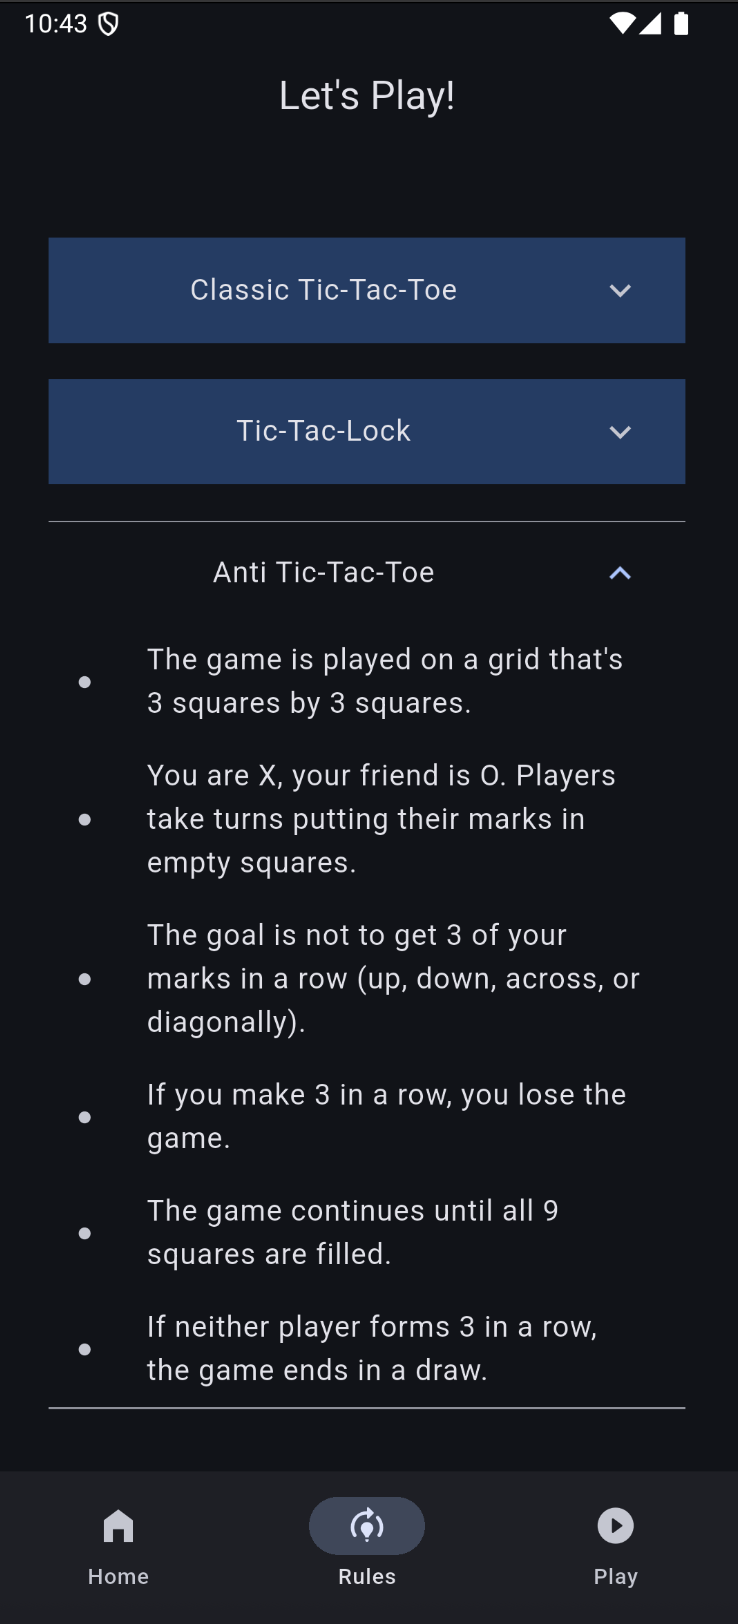 10:43
Let's Play!
Classic Tic-Tac-Toe
Tic-Tac-Lock
Anti Tic-Tac-Toe
The game is played on a grid that's
3 squares by 3 squares.
You are X, your friend is O. Players
take turns putting their marks in
empty squares.
The goal is not to get 3 of your
marks in a row (up, down, across, or
diagonally).
If you make 3 in a row, you lose the
game.
The game continues until all 9
squares are filled.
If neither player forms 3 in a row,
the game ends in a draw.
Home
Rules
Play